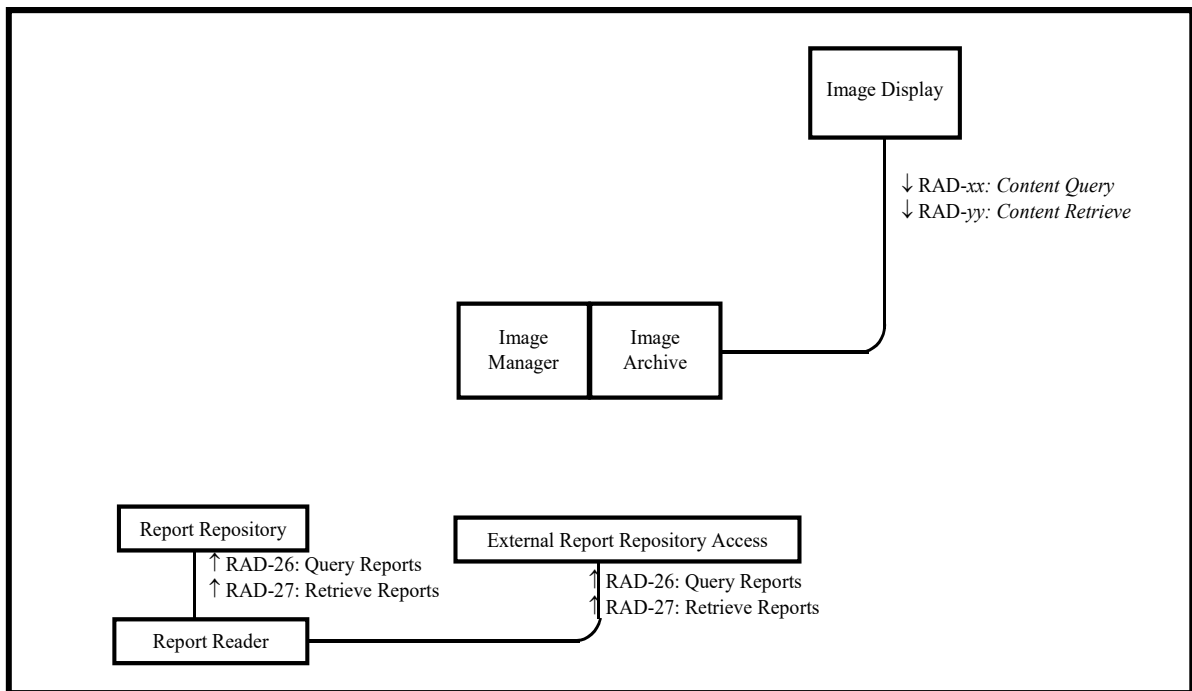 Image Display
↓ RAD-xx: Content Query
↓ RAD-yy: Content Retrieve
Image
Manager
Image
Archive
Report Repository
↑ RAD-26: Query Reports
↑ RAD-27: Retrieve Reports
External Report Repository Access
↑ RAD-26: Query Reports
↑ RAD-27: Retrieve Reports
Report Reader